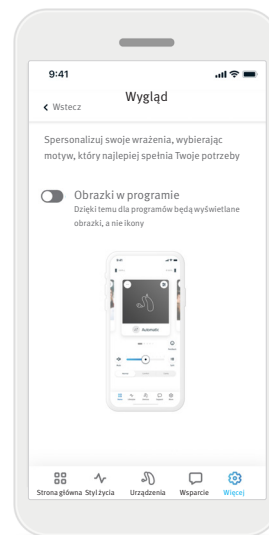 9:41
Wygląd
Wstecz
Spersonalizuj swoje wrażenia, wybierając
motyw, który najlepiej spełnia Twoje potrzeby
Obrazki w programie
Dzięki temu dla programów będą wyświetlane
obrazki, a nie ikony
Automatic
Strona główna Styl życia Urządzenia Wsparcie Więcej